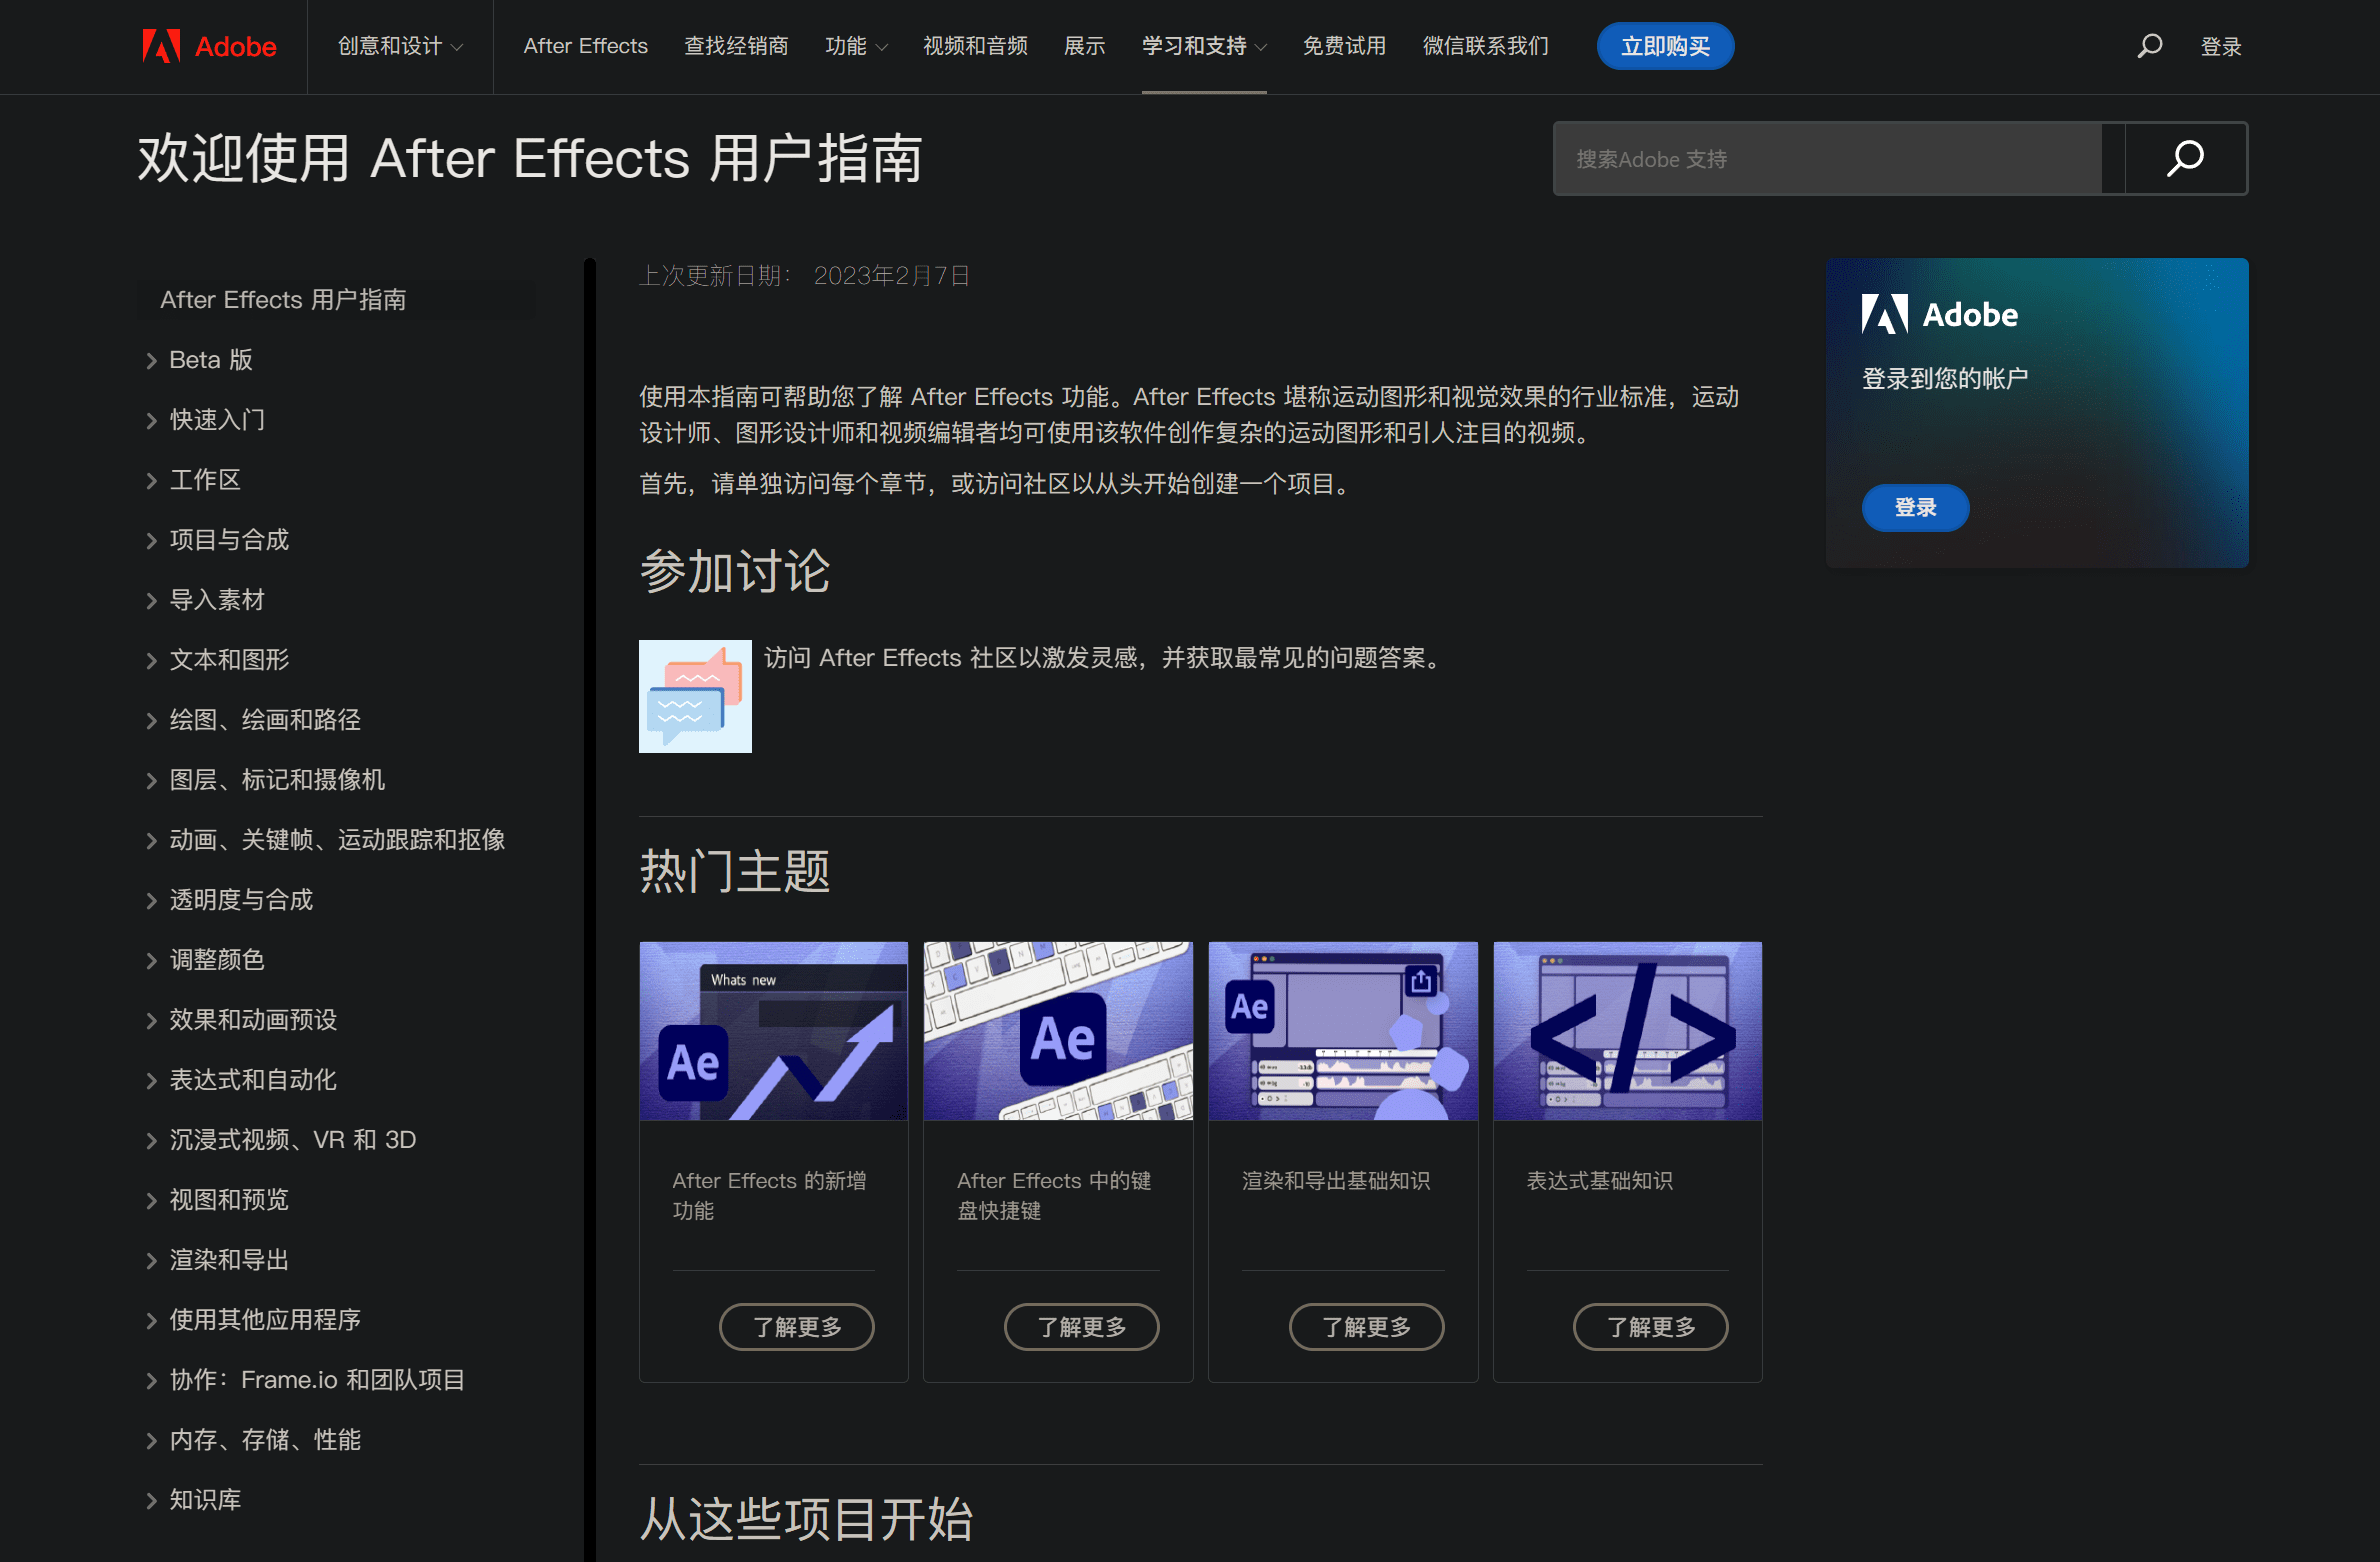 Adobe
创意和设计
After Effects
查找经销商
功能
视频和音频
展示
学习和支持
免费试用
微信联系我们
立即购买
登录
欢迎使用 After Effects 用户指南
搜索Adobe 支持
After Effects 用户指南
Beta 版
快速入门
工作区
项目与合成
导入素材
文本和图形
绘图、绘画和路径
图层、标记和摄像机
动画、关键帧、运动跟踪和抠像
透明度与合成
调整颜色
效果和动画预设
表达式和自动化
沉浸式视频、VR 和 3D
视图和预览
渲染和导出
使用其他应用程序
协作：Frame.io 和团队项目
内存、存储、性能
知识库
上次更新日期： 2023年2月7日
使用本指南可帮助您了解 After Effects 功能。After Effects 堪称运动图形和视觉效果的行业标准，运动
设计师、图形设计师和视频编辑者均可使用该软件创作复杂的运动图形和引人注目的视频。
首先，请单独访问每个章节，或访问社区以从头开始创建一个项目。
参加讨论
访问 After Effects 社区以激发灵感，并获取最常见的问题答案。
热门主题
Whats new
Ae
After Effects 的新增
功能
了解更多
Ae
After Effects 中的键
盘快捷键
了解更多
Ae
渲染和导出基础知识
了解更多
</>
表达式基础知识
了解更多
从这些项目开始
Adobe
登录到您的帐户
登录